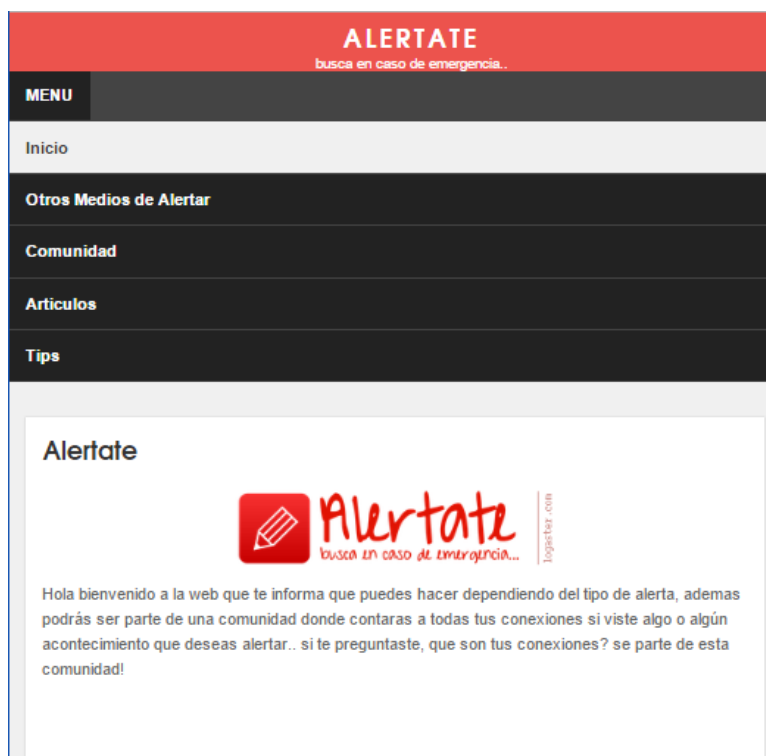 ALERTATE
busca en caso de emergencia..
MENU
Inicio
Otros Medios de Alertar
Comunidad
Articulos
Tips
Alertate
Alertate
busca en caso de emergencia...
logaster.com
Hola bienvenido a la web que te informa que puedes hacer dependiendo del tipo de alerta, ademas
podrás ser parte de una comunidad donde contaras a todas tus conexiones si viste algo o algún
acontecimiento que deseas alertar.. si te preguntaste, que son tus conexiones? se parte de esta
comunidad!